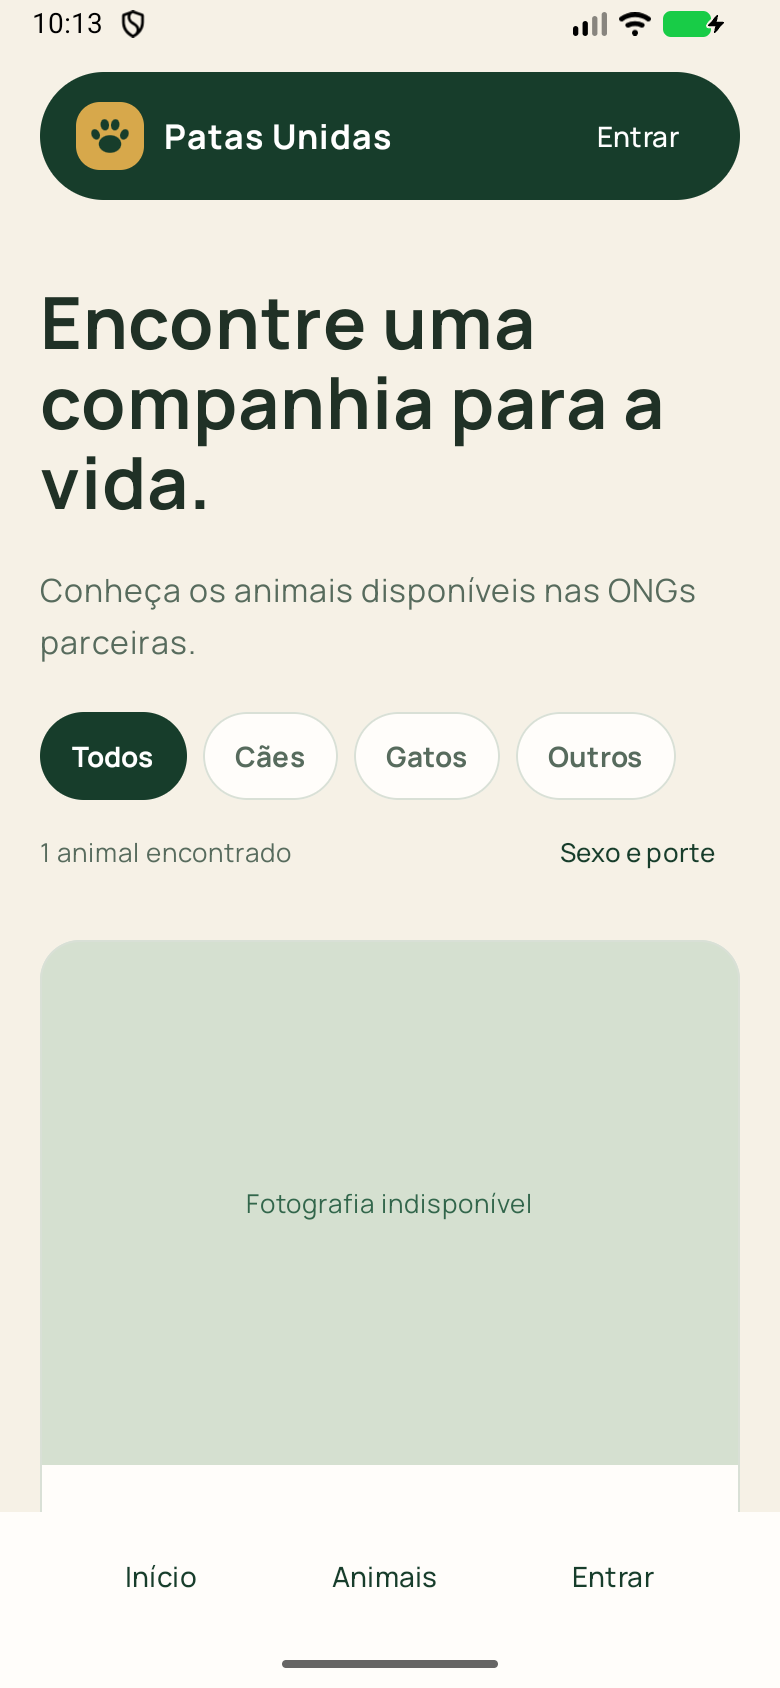 10:13
Patas Unidas
Entrar
Encontre uma
companhia para a
vida.
Conheça os animais disponíveis nas ONGs
parceiras.
Todos
Cães
Gatos
Outros
1 animal encontrado
Sexo e porte
Fotografia indisponível
Início
Animais
Entrar